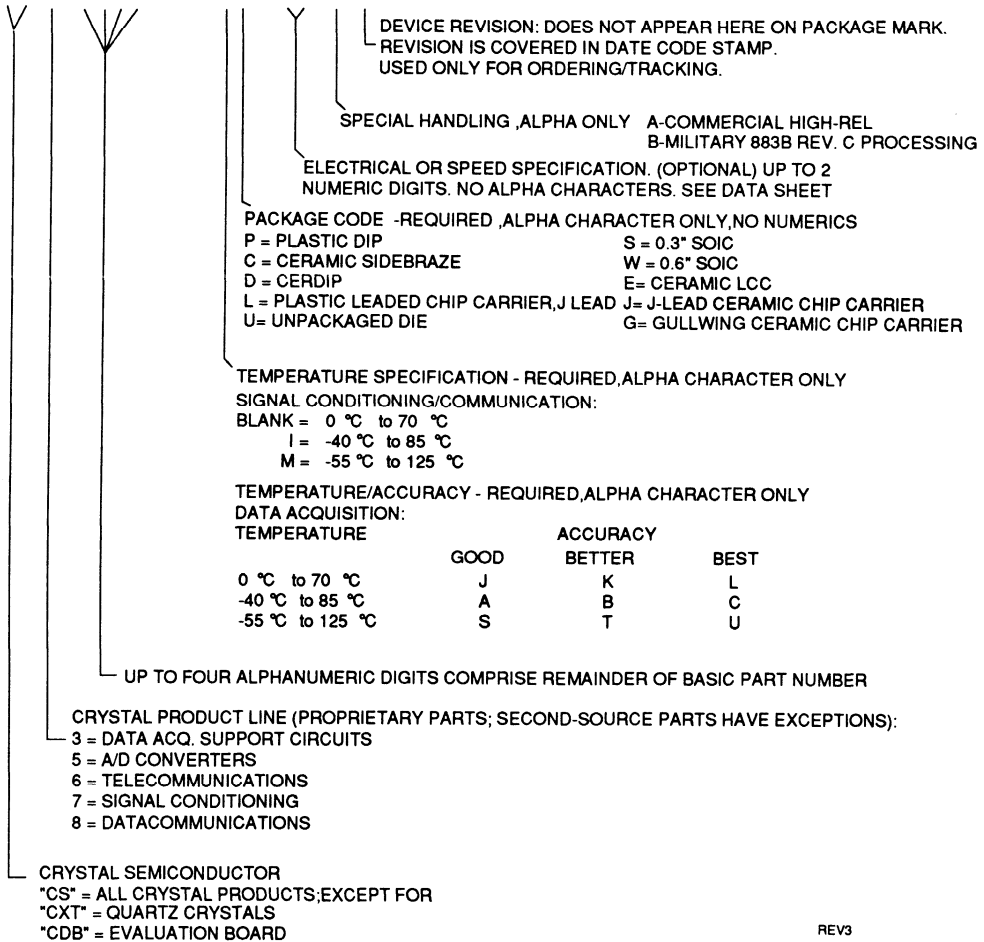 DEVICE REVISION: DOES NOT APPEAR HERE ON PACKAGE MARK.
REVISION IS COVERED IN DATE CODE STAMP.
USED ONLY FOR ORDERING/TRACKING.
SPECIAL HANDLING ,ALPHA ONLY A-COMMERCIAL HIGH-REL
B-MILITARY 883B REV. C PROCESSING
ELECTRICAL OR SPEED SPECIFICATION. (OPTIONAL) UP TO 2
NUMERIC DIGITS. NO ALPHA CHARACTERS. SEE DATA SHEET
PACKAGE CODE -REQUIRED ,ALPHA CHARACTER ONLY,NO NUMERICS
P = PLASTIC DIP S = 0.3" SOIC
C = CERAMIC SIDEBRAZE W = 0.6" SOIC
D = CERDIP E= CERAMIC LCC
L = PLASTIC LEADED CHIP CARRIER,J LEAD J= J-LEAD CERAMIC CHIP CARRIER
U= UNPACKAGED DIE G= GULLWING CERAMIC CHIP CARRIER
TEMPERATURE SPECIFICATION - REQUIRED,ALPHA CHARACTER ONLY
SIGNAL CONDITIONING/COMMUNICATION:
BLANK = 0 °C to 70 °C
I = -40 °C to 85 °C
M = -55 °C to 125 °C
TEMPERATURE/ACCURACY - REQUIRED,ALPHA CHARACTER ONLY
DATA ACQUISITION:
TEMPERATURE ACCURACY
GOOD BETTER BEST
0 °C to 70 °C J K L
-40 °C to 85 °C A B C
-55 °C to 125 °C S T U
UP TO FOUR ALPHANUMERIC DIGITS COMPRISE REMAINDER OF BASIC PART NUMBER
CRYSTAL PRODUCT LINE (PROPRIETARY PARTS; SECOND-SOURCE PARTS HAVE EXCEPTIONS):
3 = DATA ACQ. SUPPORT CIRCUITS
5 = A/D CONVERTERS
6 = TELECOMMUNICATIONS
7 = SIGNAL CONDITIONING
8 = DATACOMMUNICATIONS
CRYSTAL SEMICONDUCTOR
"CS" = ALL CRYSTAL PRODUCTS;EXCEPT FOR
"CXT" = QUARTZ CRYSTALS
"CDB" = EVALUATION BOARD
REV3